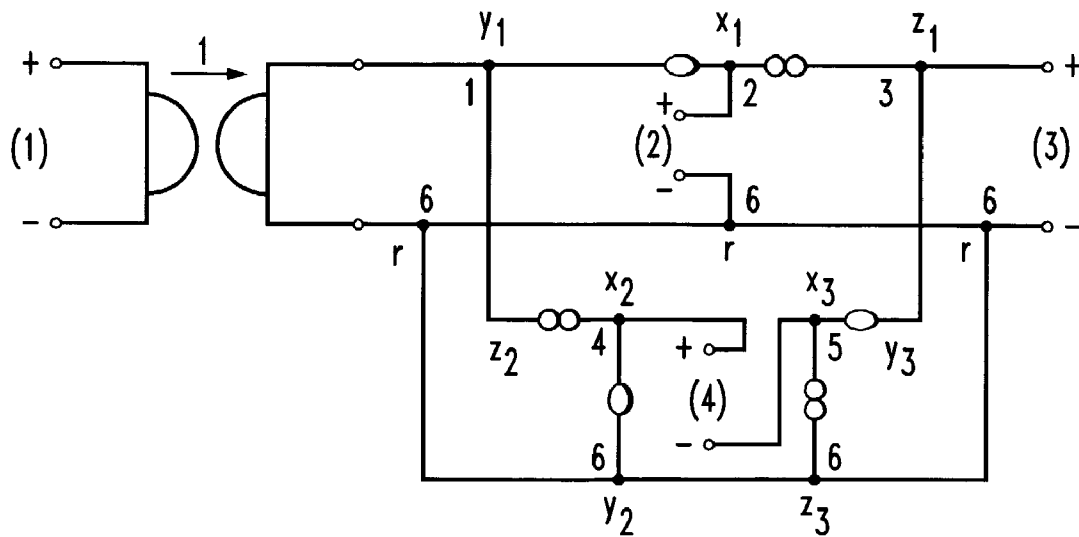 y₁ x₁ z₁
+ 1 +
1 2 3
+
(1) (2) (3)
-
- 6 6 6 -
r r r
x₂ x₃
z₂ 4 + 5 y₃
(4)
-
6 6
y₂ z₃